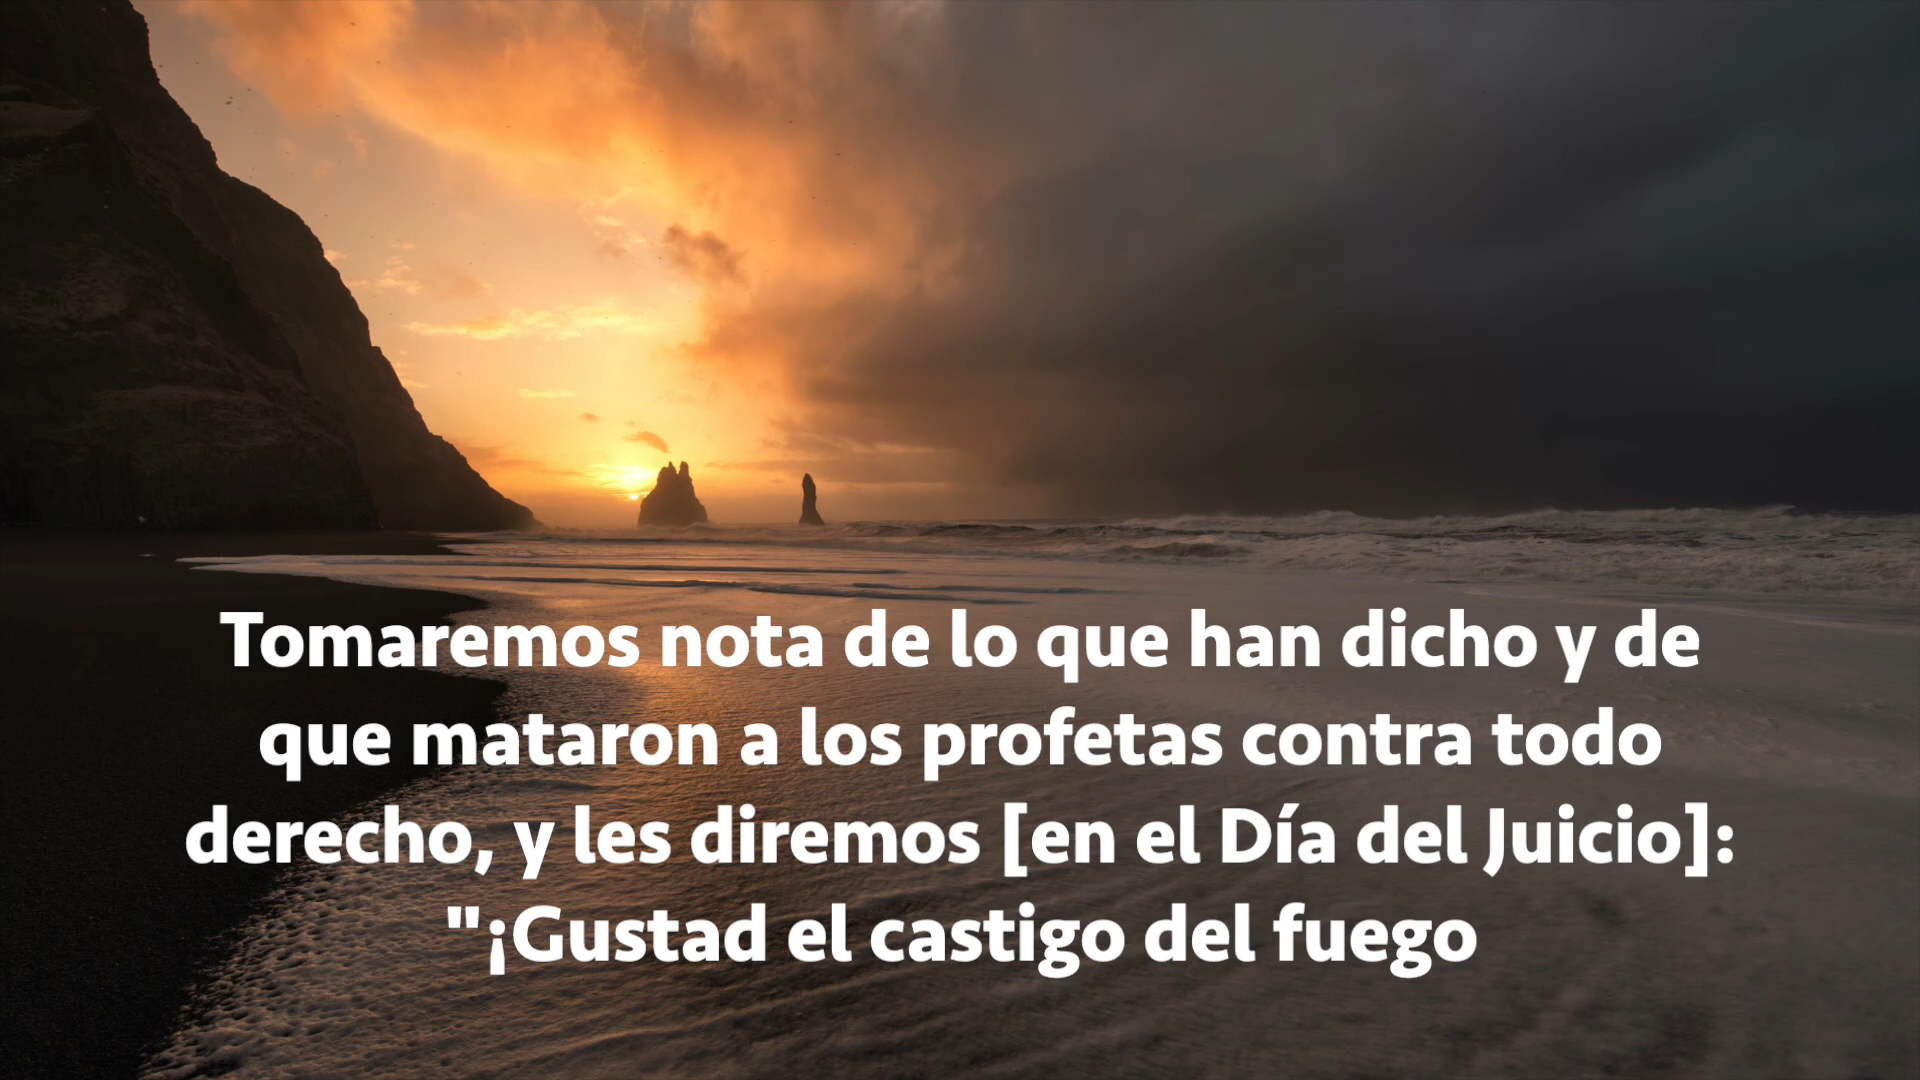 Tomaremos nota de lo que han dicho y de
que mataron a los profetas contra todo
derecho, y les diremos [en el Día del Juicio]:
"¡Gustad el castigo del fuego